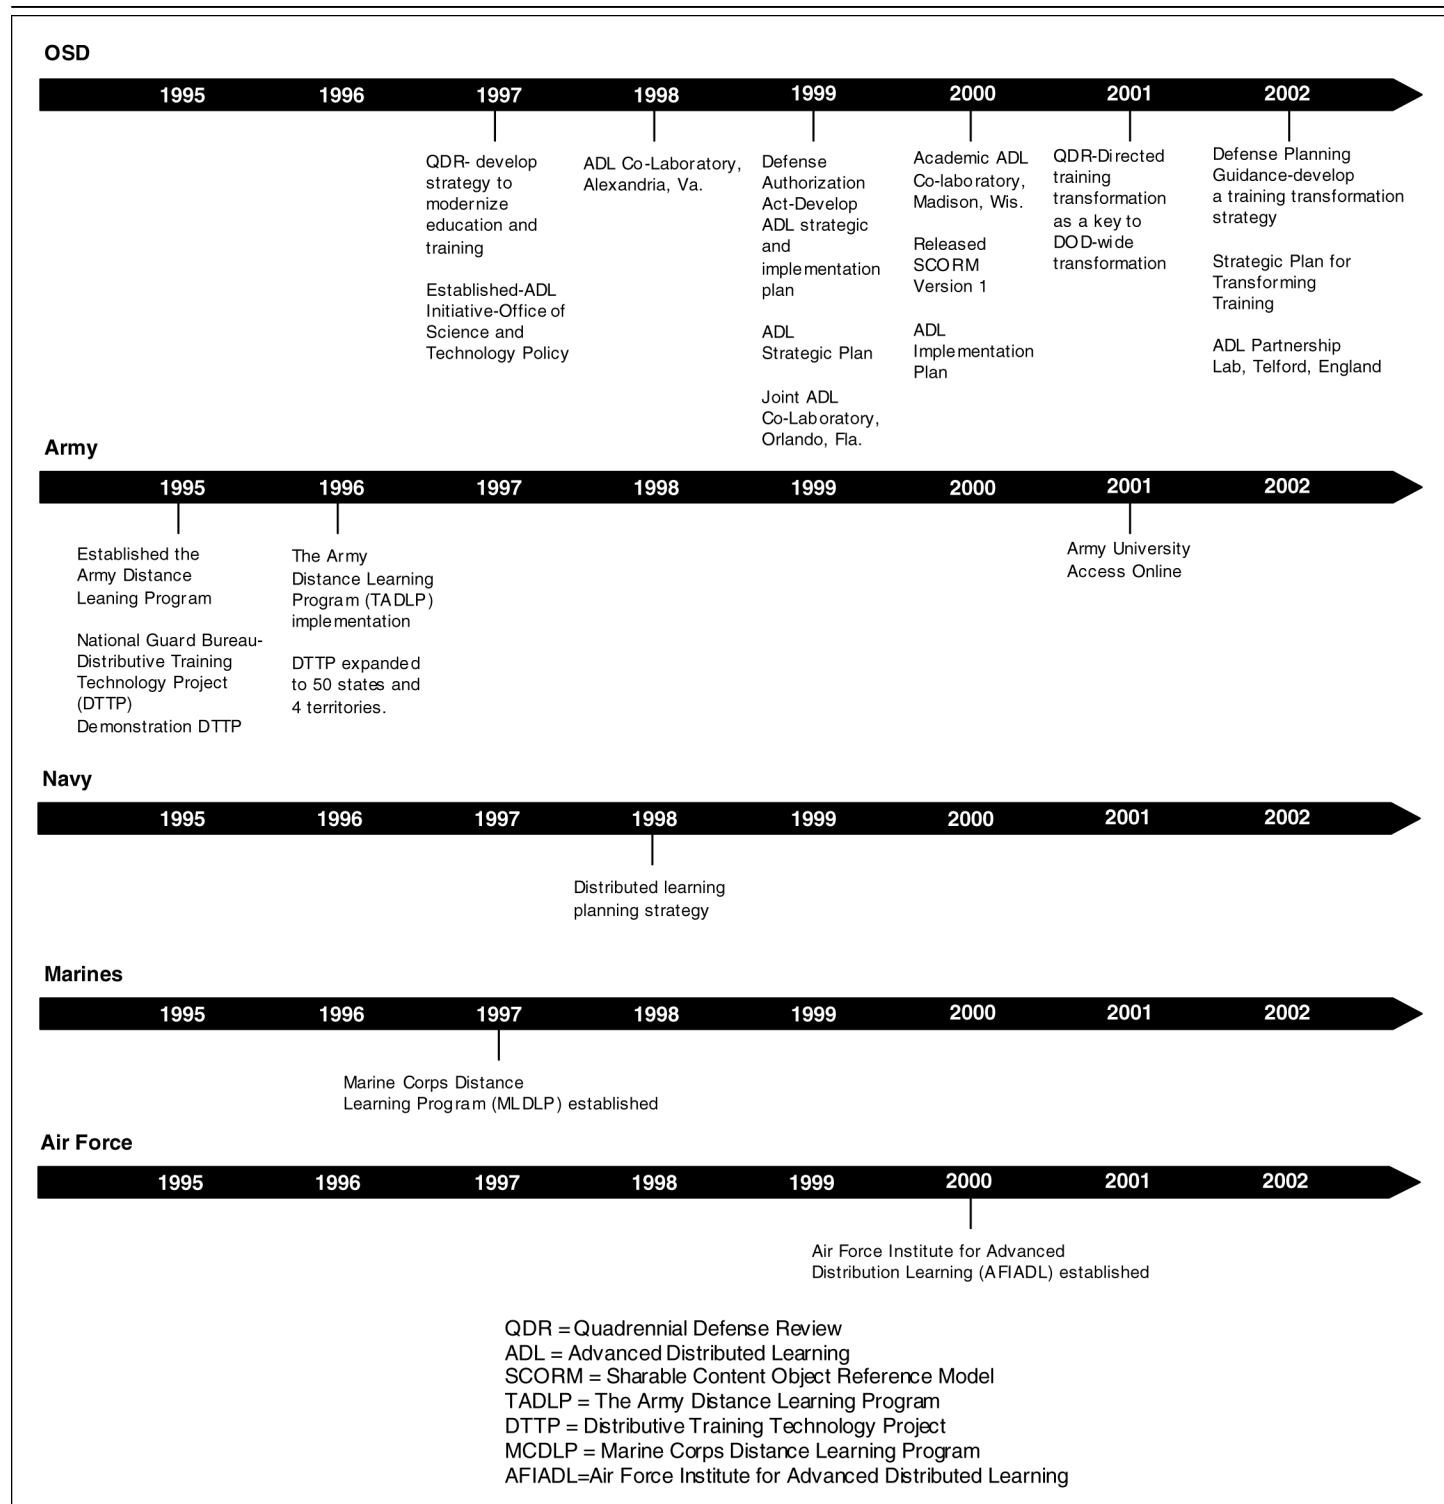 OSD
1995 1996 1997 1998 1999 2000 2001 2002
QDR- develop
strategy to
modernize
education and
training
Established-ADL
Initiative-Office of
Science and
Technology Policy
ADL Co-Laboratory,
Alexandria, Va.
Defense
Authorization
Act-Develop
ADL strategic
and
implementation
plan
ADL
Strategic Plan
Joint ADL
Co-Laboratory,
Orlando, Fla.
Academic ADL
Co-laboratory,
Madison, Wis.
Released
SCORM
Version 1
ADL
Implementation
Plan
QDR-Directed
training
transformation
as a key to
DOD-wide
transformation
Defense Planning
Guidance-develop
a training transformation
strategy
Strategic Plan for
Transforming
Training
ADL Partnership
Lab, Telford, England
Army
1995 1996 1997 1998 1999 2000 2001 2002
Established the
Army Distance
Leaning Program
National Guard Bureau-
Distributive Training
Technology Project
(DTTP)
Demonstration DTTP
The Army
Distance Learning
Program (TADLP)
implementation
DTTP expanded
to 50 states and
4 territories.
Army University
Access Online
Navy
1995 1996 1997 1998 1999 2000 2001 2002
Distributed learning
planning strategy
Marines
1995 1996 1997 1998 1999 2000 2001 2002
Marine Corps Distance
Learning Program (MLDLP) established
Air Force
1995 1996 1997 1998 1999 2000 2001 2002
Air Force Institute for Advanced
Distribution Learning (AFIADL) established
QDR = Quadrennial Defense Review
ADL = Advanced Distributed Learning
SCORM = Sharable Content Object Reference Model
TADLP = The Army Distance Learning Program
DTTP = Distributive Training Technology Project
MCDLP = Marine Corps Distance Learning Program
AFIADL=Air Force Institute for Advanced Distributed Learning